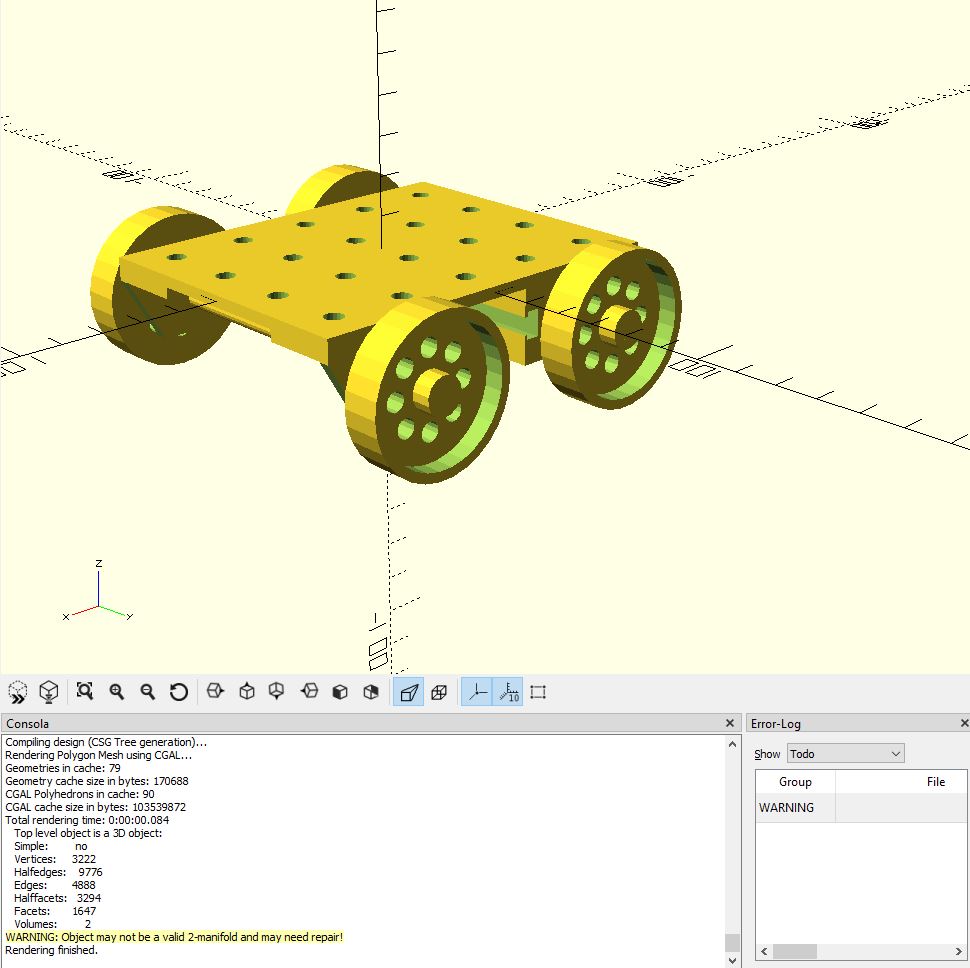 Z
X
Y
10
Consola
Compiling design (CSG Tree generation)...
Rendering Polygon Mesh using CGAL...
Geometries in cache: 79
Geometry cache size in bytes: 170688
CGAL Polyhedrons in cache: 90
CGAL cache size in bytes: 103539872
Total rendering time: 0:00:00.084
Top level object is a 3D object:
Simple: no
Vertices: 3222
Halfedges: 9776
Edges: 4888
Halffacets: 3294
Facets: 1647
Volumes: 2
WARNING: Object may not be a valid 2-manifold and may need repair!
Rendering finished.
Error-Log
Show Todo
Group File
WARNING